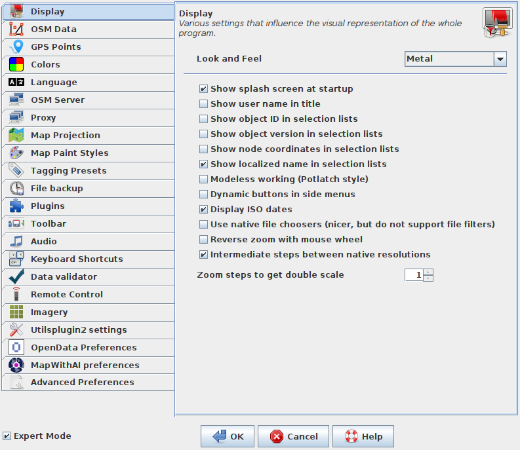 Display
OSM Data
GPS Points
Colors
Language
OSM Server
Proxy
Map Projection
Map Paint Styles
Tagging Presets
File backup
Plugins
Toolbar
Audio
Keyboard Shortcuts
Data validator
Remote Control
Imagery
Utilsplugin2 settings
OpenData Preferences
MapWithAI preferences
Advanced Preferences
Display
Various settings that influence the visual representation of the whole
program.
Look and Feel Metal
Show splash screen at startup
Show user name in title
Show object ID in selection lists
Show object version in selection lists
Show node coordinates in selection lists
Show localized name in selection lists
Modeless working (Potlatch style)
Dynamic buttons in side menus
Display ISO dates
Use native file choosers (nicer, but do not support file filters)
Reverse zoom with mouse wheel
Intermediate steps between native resolutions
Zoom steps to get double scale 1
Expert Mode
OK Cancel Help